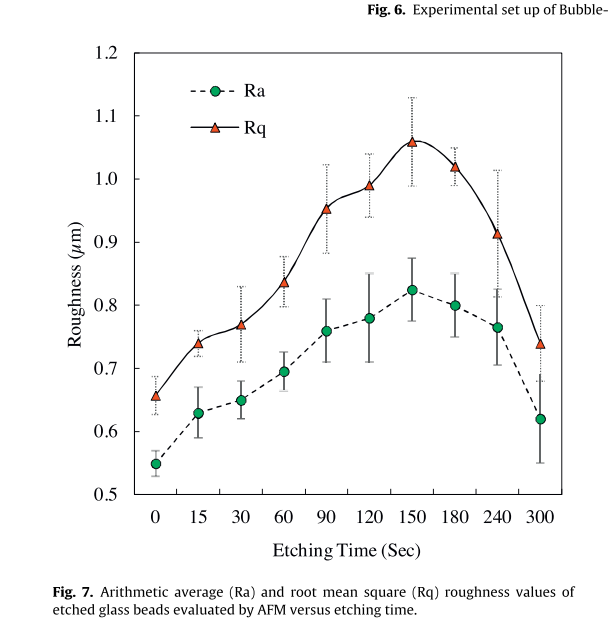 Fig. 6. Experimental set up of Bubble-
1.2
1.1
1.0
0.9
0.8
0.7
0.6
0.5
Roughness (μm)
Ra
Rq
0 15 30 60 90 120 150 180 240 300
Etching Time (Sec)
Fig. 7. Arithmetic average (Ra) and root mean square (Rq) roughness values of
etched glass beads evaluated by AFM versus etching time.